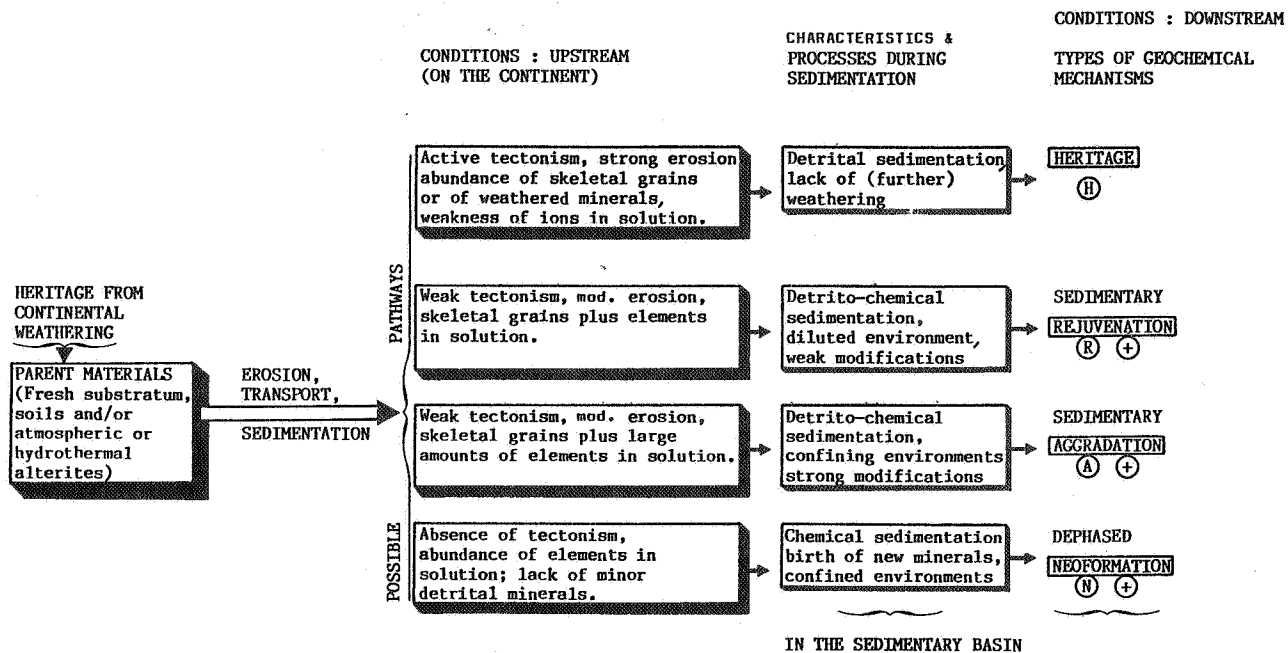 CONDITIONS : UPSTREAM
(ON THE CONTINENT)
CHARACTERISTICS &
PROCESSES DURING
SEDIMENTATION
CONDITIONS : DOWNSTREAM
TYPES OF GEOCHEMICAL
MECHANISMS
HERITAGE FROM
CONTINENTAL
WEATHERING
PARENT MATERIALS
(Fresh substratum,
soils and/or
atmospheric or
hydrothermal
alterites)
EROSION,
TRANSPORT,
SEDIMENTATION
POSSIBLE PATHWAYS
Active tectonism, strong erosion
abundance of skeletal grains
or of weathered minerals,
weakness of ions in solution.
Detrital sedimentation,
lack of (further)
weathering
HERITAGE
H
Weak tectonism, mod. erosion,
skeletal grains plus elements
in solution.
Detrito-chemical
sedimentation,
diluted environment,
weak modifications
SEDIMENTARY
REJUVENATION
R +
Weak tectonism, mod. erosion,
skeletal grains plus large
amounts of elements in solution.
Detrito-chemical
sedimentation,
confining environments
strong modifications
SEDIMENTARY
AGGRADATION
A +
Absence of tectonism,
abundance of elements in
solution; lack of minor
detrital minerals.
Chemical sedimentation
birth of new minerals,
confined environments
DEPHASED
NEOFORMATION
N +
IN THE SEDIMENTARY BASIN